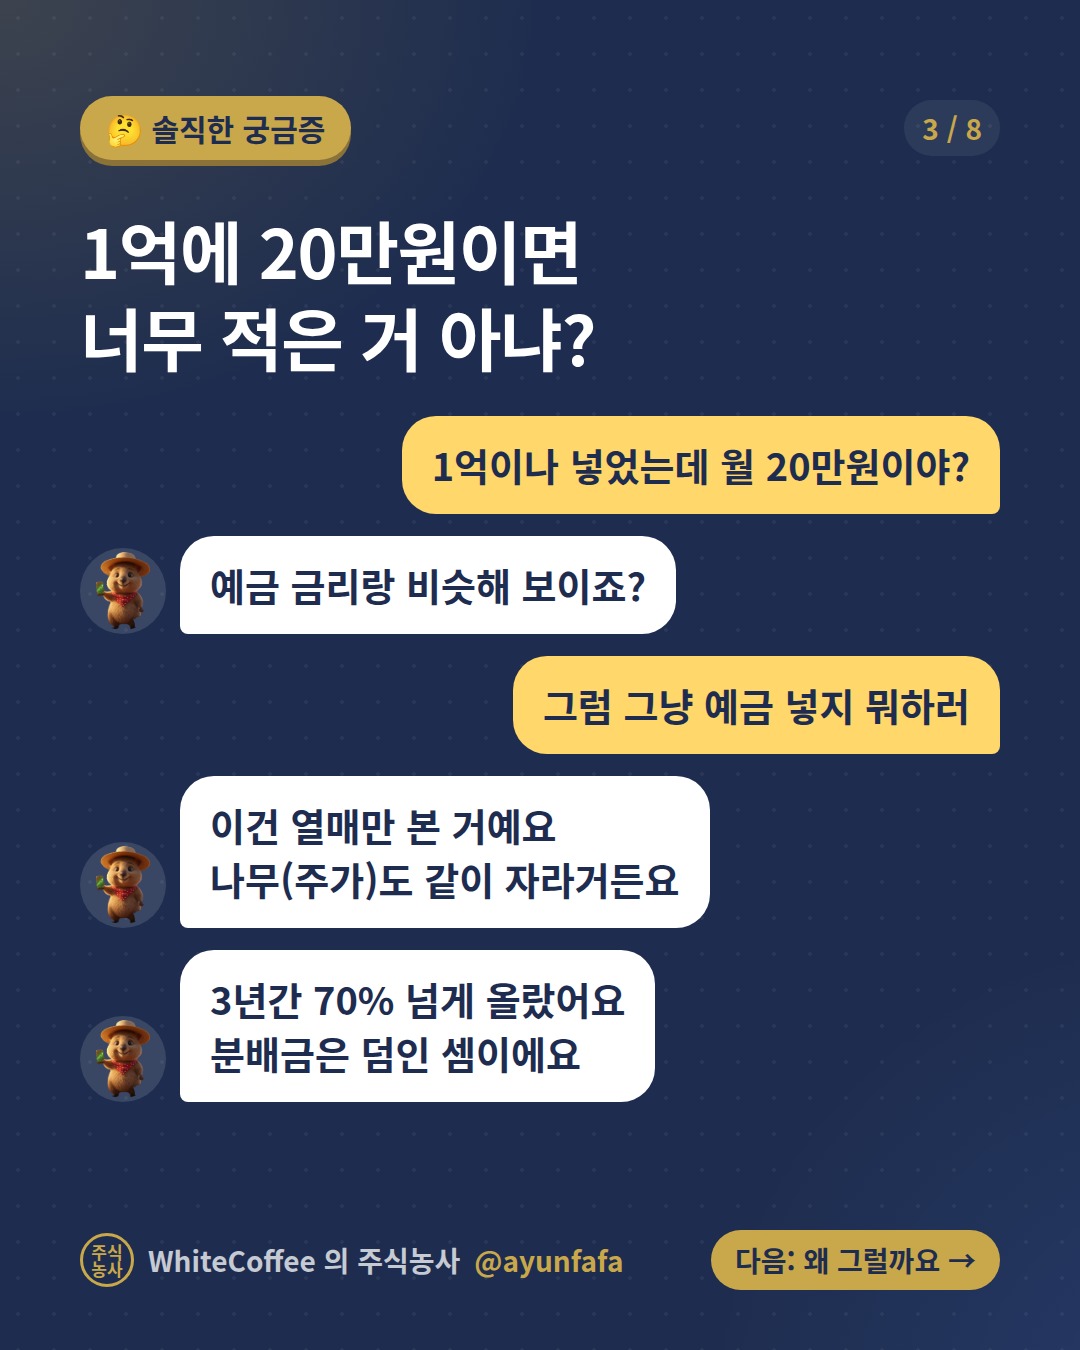 🤔 솔직한 궁금증
3 / 8
1억에 20만원이면
너무 적은 거 아냐?
1억이나 넣었는데 월 20만원이야?
예금 금리랑 비슷해 보이죠?
그럼 그냥 예금 넣지 뭐하러
이건 열매만 본 거예요
나무(주가)도 같이 자라거든요
3년간 70% 넘게 올랐어요
분배금은 덤인 셈이에요
주식
농사
WhiteCoffee 의 주식농사 @ayunfafa
다음: 왜 그럴까요 →